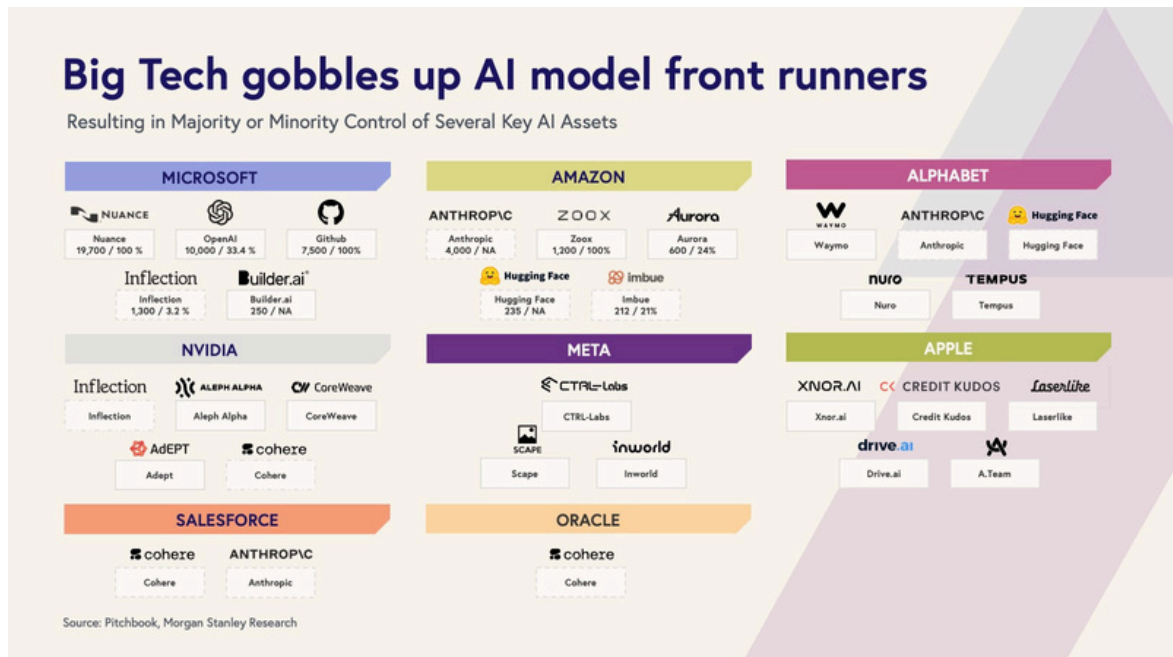 Big Tech gobbles up AI model front runners
Resulting in Majority or Minority Control of Several Key AI Assets
MICROSOFT
NUANCE
Nuance
19,700 / 100 %
OpenAI
10,000 / 33.4 %
Github
7,500 / 100%
Inflection
Inflection
1,300 / 3.2 %
Builder.ai
Builder.ai
250 / NA
AMAZON
ANTHROP\C
Anthropic
4,000 / NA
ZOOX
Zoox
1,200 / 100%
Aurora
Aurora
600 / 24%
Hugging Face
Hugging Face
235 / NA
imbue
Imbue
212 / 21%
ALPHABET
WAYMO
Waymo
ANTHROP\C
Anthropic
Hugging Face
Hugging Face
nuro
Nuro
TEMPUS
Tempus
NVIDIA
Inflection
Inflection
ALEPH ALPHA
Aleph Alpha
CoreWeave
CoreWeave
AdEPT
Adept
cohere
Cohere
META
CTRL-Labs
CTRL-Labs
SCAPE
Scape
inworld
Inworld
APPLE
XNOR.AI
Xnor.ai
CREDIT KUDOS
Credit Kudos
Laserlike
Laserlike
drive.ai
Drive.ai
A.Team
SALESFORCE
cohere
Cohere
ANTHROP\C
Anthropic
ORACLE
cohere
Cohere
Source: Pitchbook, Morgan Stanley Research